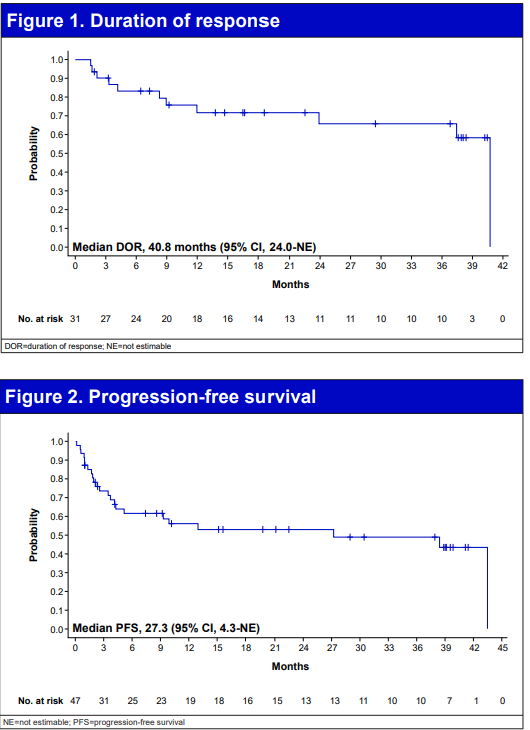 Figure 1. Duration of response
1.0
0.9
0.8
0.7
0.6
0.5
0.4
0.3
0.2
0.1
0.0
Probability
Median DOR, 40.8 months (95% CI, 24.0-NE)
0 3 6 9 12 15 18 21 24 27 30 33 36 39 42
Months
No. at risk 31 27 24 20 18 16 14 13 11 11 10 10 10 3 0
DOR=duration of response; NE=not estimable
Figure 2. Progression-free survival
1.0
0.9
0.8
0.7
0.6
0.5
0.4
0.3
0.2
0.1
0.0
Probability
Median PFS, 27.3 (95% CI, 4.3-NE)
0 3 6 9 12 15 18 21 24 27 30 33 36 39 42 45
Months
No. at risk 47 31 25 23 19 18 16 15 13 13 11 10 10 7 1 0
NE=not estimable; PFS=progression-free survival